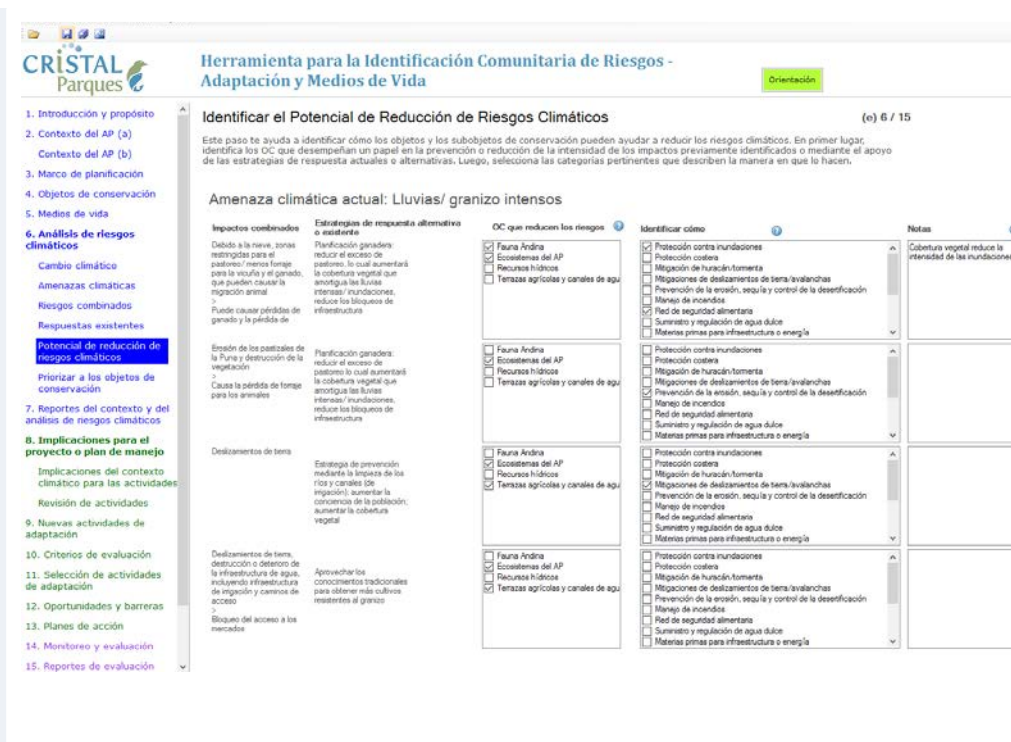 CRiSTAL
Parques
Herramienta para la Identificación Comunitaria de Riesgos -
Adaptación y Medios de Vida
Orientación
1. Introducción y propósito
2. Contexto del AP (a)
Contexto del AP (b)
3. Marco de planificación
4. Objetos de conservación
5. Medios de vida
6. Análisis de riesgos
climáticos
Cambio climático
Amenazas climáticas
Riesgos combinados
Respuestas existentes
Potencial de reducción de
riesgos climáticos
Priorizar a los objetos de
conservación
7. Reportes del contexto y del
análisis de riesgos climáticos
8. Implicaciones para el
proyecto o plan de manejo
Implicaciones del contexto
climático para las actividades
Revisión de actividades
9. Nuevas actividades de
adaptación
10. Criterios de evaluación
11. Selección de actividades
de adaptación
12. Oportunidades y barreras
13. Planes de acción
14. Monitoreo y evaluación
15. Reportes de evaluación
Identificar el Potencial de Reducción de Riesgos Climáticos
(e) 6 / 15
Este paso te ayuda a identificar cómo los objetos y los subobjetos de conservación pueden ayudar a reducir los riesgos climáticos. En primer lugar,
identifica los OC que desempeñan un papel en la prevención o reducción de la intensidad de los impactos previamente identificados o mediante el apoyo
de las estrategias de respuesta actuales o alternativas. Luego, selecciona las categorías pertinentes que describen la manera en que lo hacen.
Amenaza climática actual: Lluvias/ granizo intensos
Impactos combinados
Estrategias de respuesta alternativa
o existente
OC que reducen los riesgos
Identificar cómo
Notas
Debido a la nieve, zonas
restringidas para el
pastoreo/ menos forraje
para la vicuña y el ganado,
que pueden causar la
migración animal
>
Puede causar pérdidas de
ganado y la pérdida de
Planificación ganadera:
reducir el exceso de
pastoreo, lo cual aumentará
la cobertura vegetal que
amortigua las lluvias
intensas/ inundaciones,
reduce los bloqueos de
infraestructura
Fauna Andina
Ecosistemas del AP
Recursos hídricos
Terrazas agrícolas y canales de agu
Protección contra inundaciones
Protección costera
Mitigación de huracán/tormenta
Mitigaciones de deslizamientos de tierra/avalanchas
Prevención de la erosión, sequía y control de la desertificación
Manejo de incendios
Red de seguridad alimentaria
Suministro y regulación de agua dulce
Materias primas para infraestructura o energía
Cobertura vegetal reduce la
intensidad de las inundaciones
Erosión de los pastizales de
la Puna y destrucción de la
vegetación
>
Causa la pérdida de forraje
para los animales
Planificación ganadera:
reducir el exceso de
pastoreo lo cual aumentará
la cobertura vegetal que
amortigua las lluvias
intensas/ inundaciones,
reduce los bloqueos de
infraestructura
Fauna Andina
Ecosistemas del AP
Recursos hídricos
Terrazas agrícolas y canales de agu
Protección contra inundaciones
Protección costera
Mitigación de huracán/tormenta
Mitigaciones de deslizamientos de tierra/avalanchas
Prevención de la erosión, sequía y control de la desertificación
Manejo de incendios
Red de seguridad alimentaria
Suministro y regulación de agua dulce
Materias primas para infraestructura o energía
Deslizamientos de tierra
Estrategia de prevención
mediante la limpieza de los
ríos y canales (de
irrigación); aumentar la
conciencia de la población;
aumentar la cobertura
vegetal
Fauna Andina
Ecosistemas del AP
Recursos hídricos
Terrazas agrícolas y canales de agu
Protección contra inundaciones
Protección costera
Mitigación de huracán/tormenta
Mitigaciones de deslizamientos de tierra/avalanchas
Prevención de la erosión, sequía y control de la desertificación
Manejo de incendios
Red de seguridad alimentaria
Suministro y regulación de agua dulce
Materias primas para infraestructura o energía
Deslizamientos de tierra,
destrucción o deterioro de
la infraestructura de agua,
incluyendo infraestructura
de irrigación y caminos de
acceso
>
Bloqueo del acceso a los
mercados
Aprovechar los
conocimientos tradicionales
para obtener más cultivos
resistentes al granizo
Fauna Andina
Ecosistemas del AP
Recursos hídricos
Terrazas agrícolas y canales de agu
Protección contra inundaciones
Protección costera
Mitigación de huracán/tormenta
Mitigaciones de deslizamientos de tierra/avalanchas
Prevención de la erosión, sequía y control de la desertificación
Manejo de incendios
Red de seguridad alimentaria
Suministro y regulación de agua dulce
Materias primas para infraestructura o energía